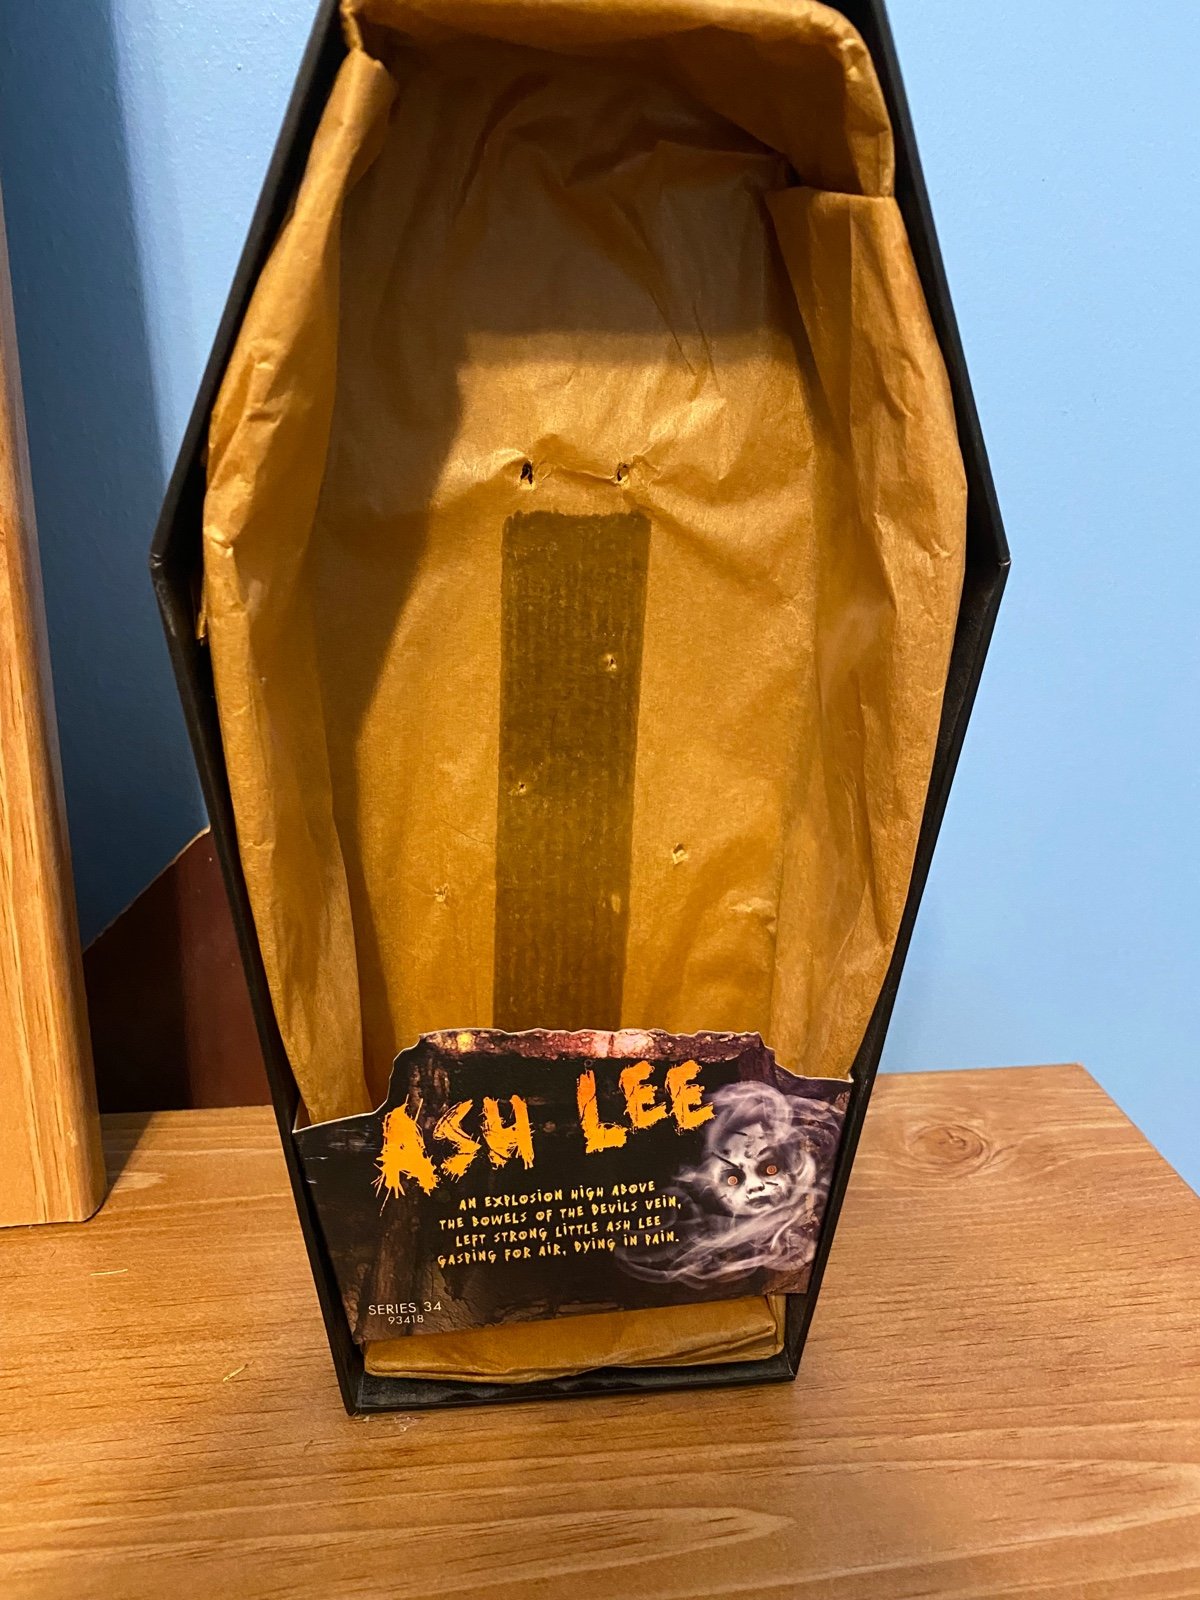 ASH LEE
AN EXPLOSION HIGH ABOVE
THE BOWELS OF THE DEVILS VEIN,
LEFT STRONG LITTLE ASH LEE
GASPING FOR AIR, DYING IN PAIN.
SERIES 34
93418